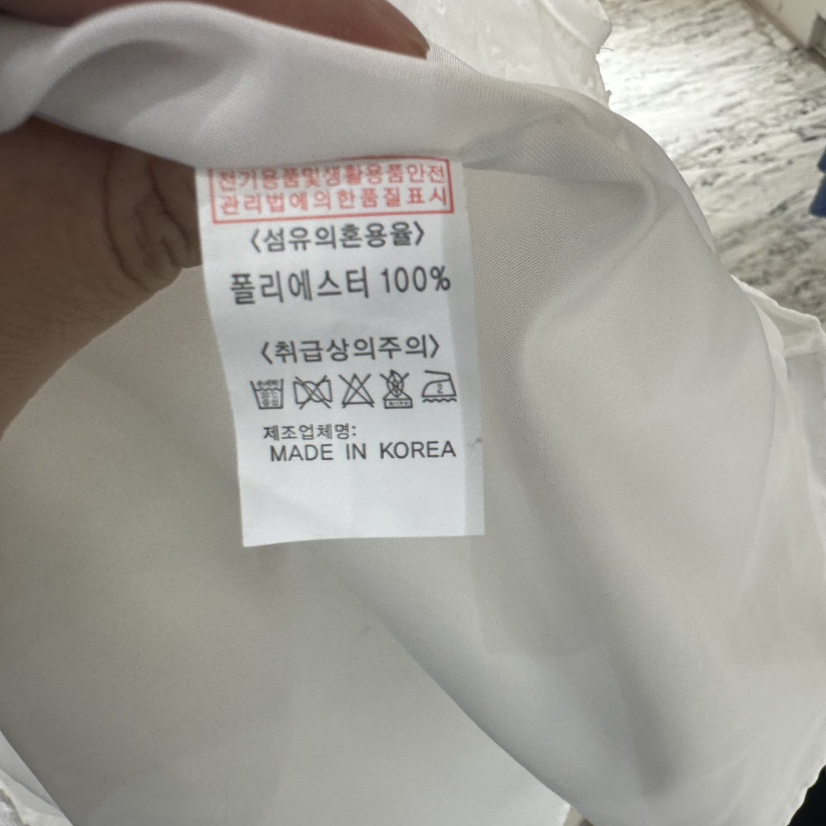 전기용품및생활용품안전
관리법에의한품질표시
〈섬유의혼용율〉
폴리에스터 100%
〈취급상의주의〉
2
제조업체명:
MADE IN KOREA